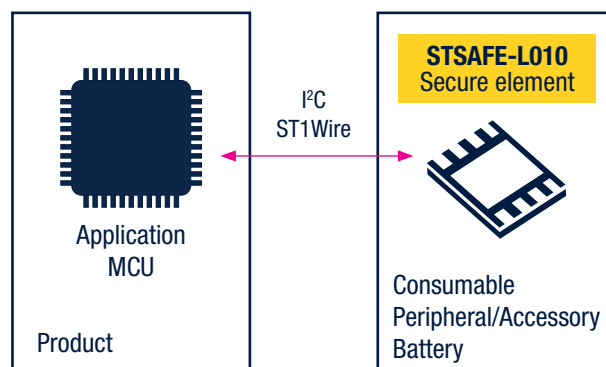 Application
MCU
Product
I²C
ST1Wire
STSAFE-L010
Secure element
Consumable
Peripheral/Accessory
Battery